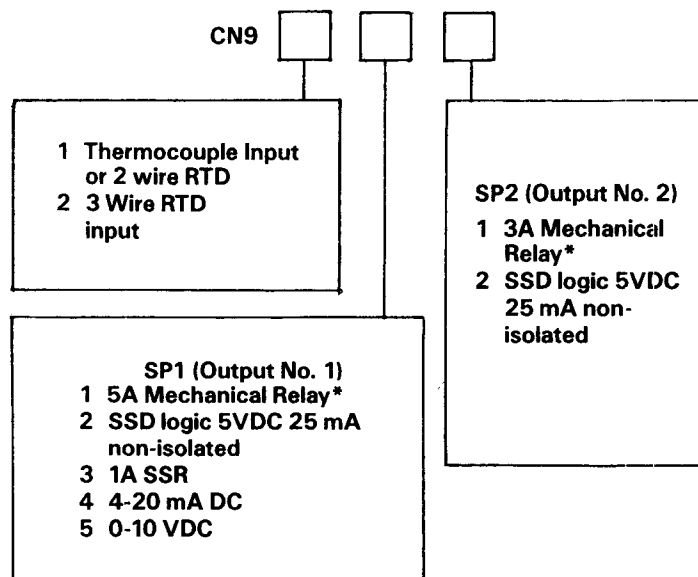 CN9
1 Thermocouple Input
or 2 wire RTD
2 3 Wire RTD
input
SP2 (Output No. 2)
1 3A Mechanical
Relay*
2 SSD logic 5VDC
25 mA non-
isolated
SP1 (Output No. 1)
1 5A Mechanical Relay*
2 SSD logic 5VDC 25 mA
non-isolated
3 1A SSR
4 4-20 mA DC
5 0-10 VDC